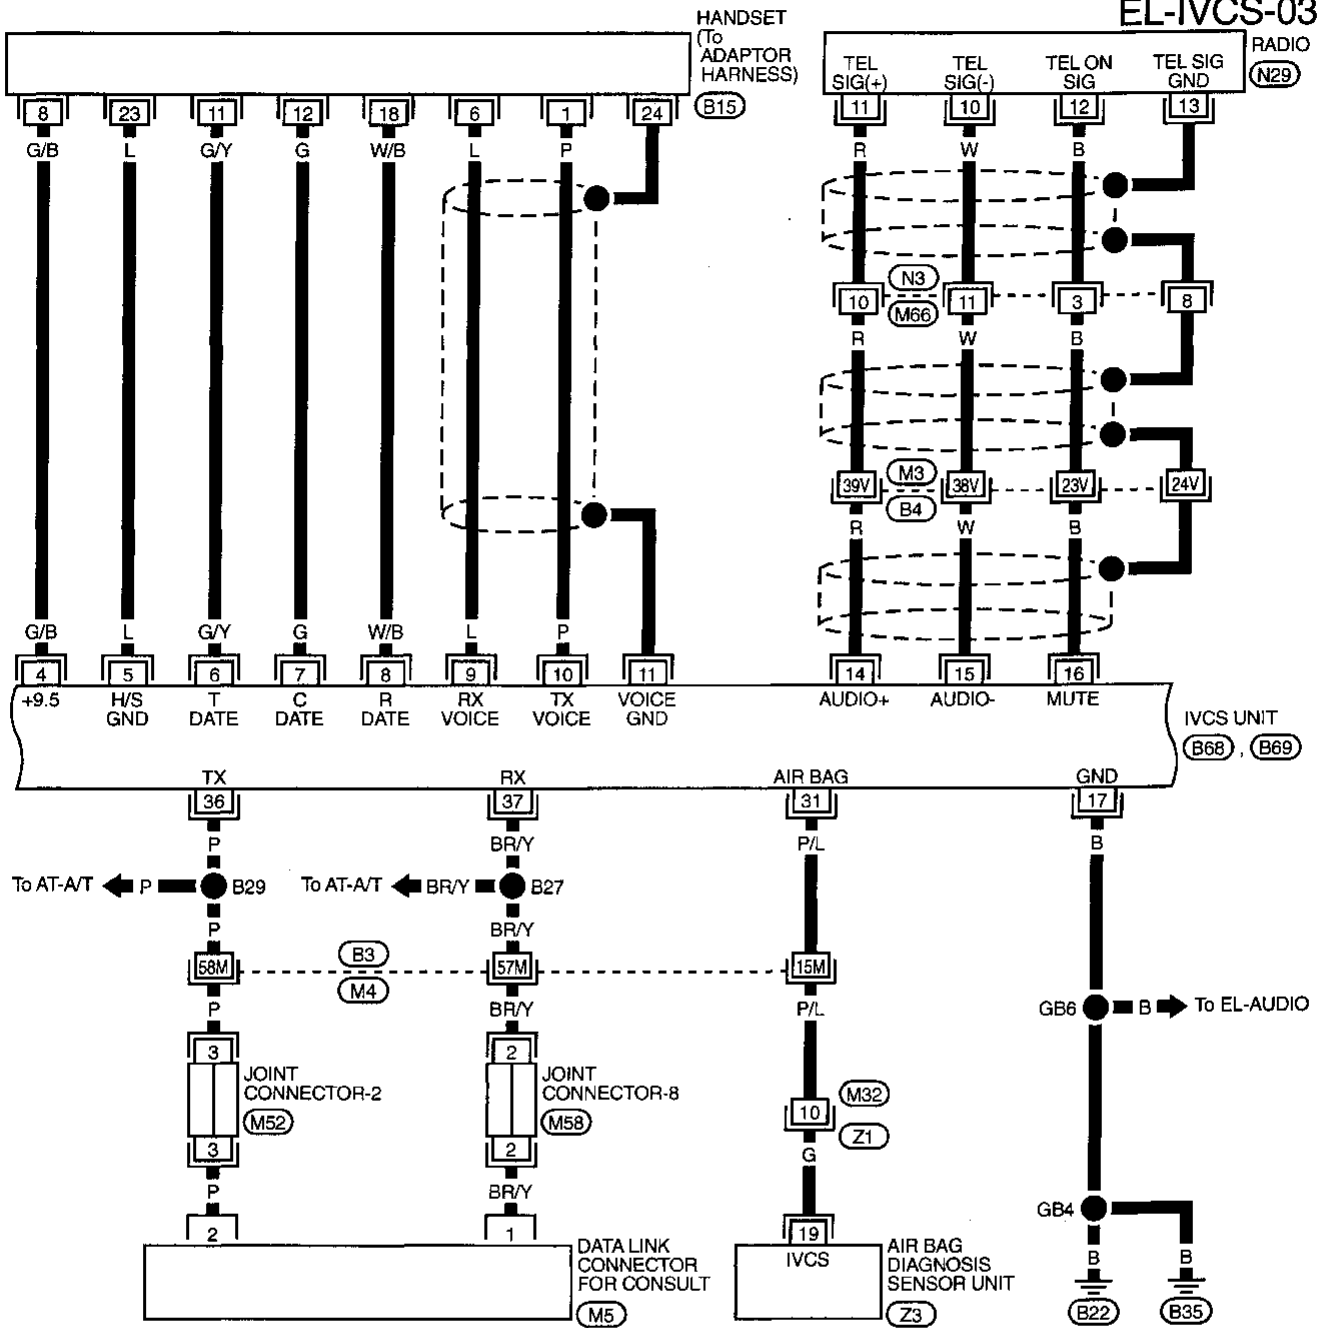 EL-IVCS-03
HANDSET
(To
ADAPTOR
HARNESS)
B15
RADIO
N29
TEL SIG(+) TEL SIG(-) TEL ON SIG TEL SIG GND
8 23 11 12 18 6 1 24 11 10 12 13
G/B L G/Y G W/B L P R W B
N3
10 11 3 8
M66
R W B
M3
39V 38V 23V 24V
B4
R W B
G/B L G/Y G W/B L P
4 5 6 7 8 9 10 11 14 15 16
+9.5 H/S GND T DATE C DATE R DATE RX VOICE TX VOICE VOICE GND AUDIO+ AUDIO- MUTE
IVCS UNIT
B68 , B69
TX RX AIR BAG GND
36 37 31 17
P BR/Y P/L B
To AT-A/T P B29 To AT-A/T BR/Y B27
P BR/Y
B3
58M 57M 15M
M4
P BR/Y P/L
GB6 B To EL-AUDIO
3 2
JOINT CONNECTOR-2
M52
JOINT CONNECTOR-8
M58
M32
10
Z1
3 2 G
P BR/Y
GB4
2 1 19
IVCS
DATA LINK
CONNECTOR
FOR CONSULT
M5
AIR BAG
DIAGNOSIS
SENSOR UNIT
Z3
B B
B22 B35